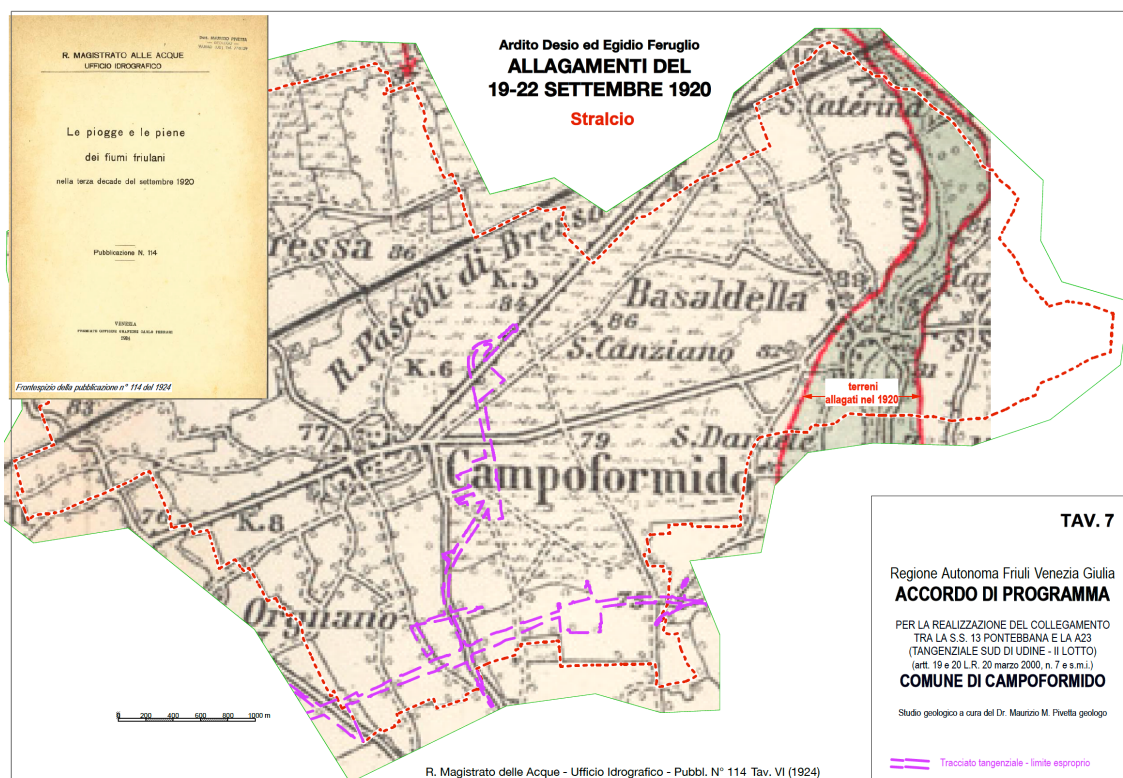 R. MAGISTRATO ALLE ACQUE
UFFICIO IDROGRAFICO
Le piogge e le piene
dei fiumi friulani
nella terza decade del settembre 1920
Pubblicazione N. 114
VENEZIA
Frontespizio della pubblicazione n° 114 del 1924
Ardito Desio ed Egidio Feruglio
ALLAGAMENTI DEL
19-22 SETTEMBRE 1920
Stralcio
S. Caterina
Cormo
ressa
86
R. Pascoli di Bresso
K.5
84
Basaldella
89
86
S. Canziano
K.6
terreni
allagati nel 1920
83
77
79
S. Daniele
Campoformido
76
K.8
Orgnano
75
0 200 400 600 800 1000 m
TAV. 7
Regione Autonoma Friuli Venezia Giulia
ACCORDO DI PROGRAMMA
PER LA REALIZZAZIONE DEL COLLEGAMENTO
TRA LA S.S. 13 PONTEBBANA E LA A23
(TANGENZIALE SUD DI UDINE - II LOTTO)
(artt. 19 e 20 L.R. 20 marzo 2000, n. 7 e s.m.i.)
COMUNE DI CAMPOFORMIDO
Studio geologico a cura del Dr. Maurizio M. Pivetta geologo
Tracciato tangenziale - limite esproprio
R. Magistrato delle Acque - Ufficio Idrografico - Pubbl. N° 114 Tav. VI (1924)